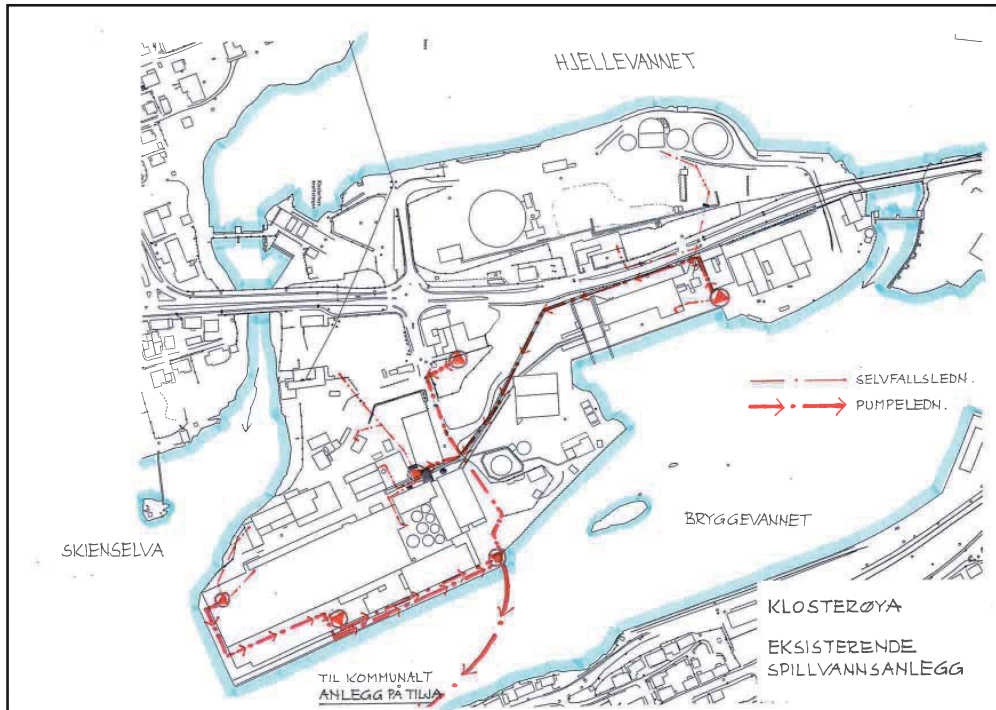 HJELLEVANNET
SELVFALLSLEDN.
PUMPELEDN.
BRYGGEVANNET
SKIENSELVA
KLOSTERØYA
EKSISTERENDE
SPILLVANNSANLEGG
TIL KOMMUNALT
ANLEGG PÅ TILJA